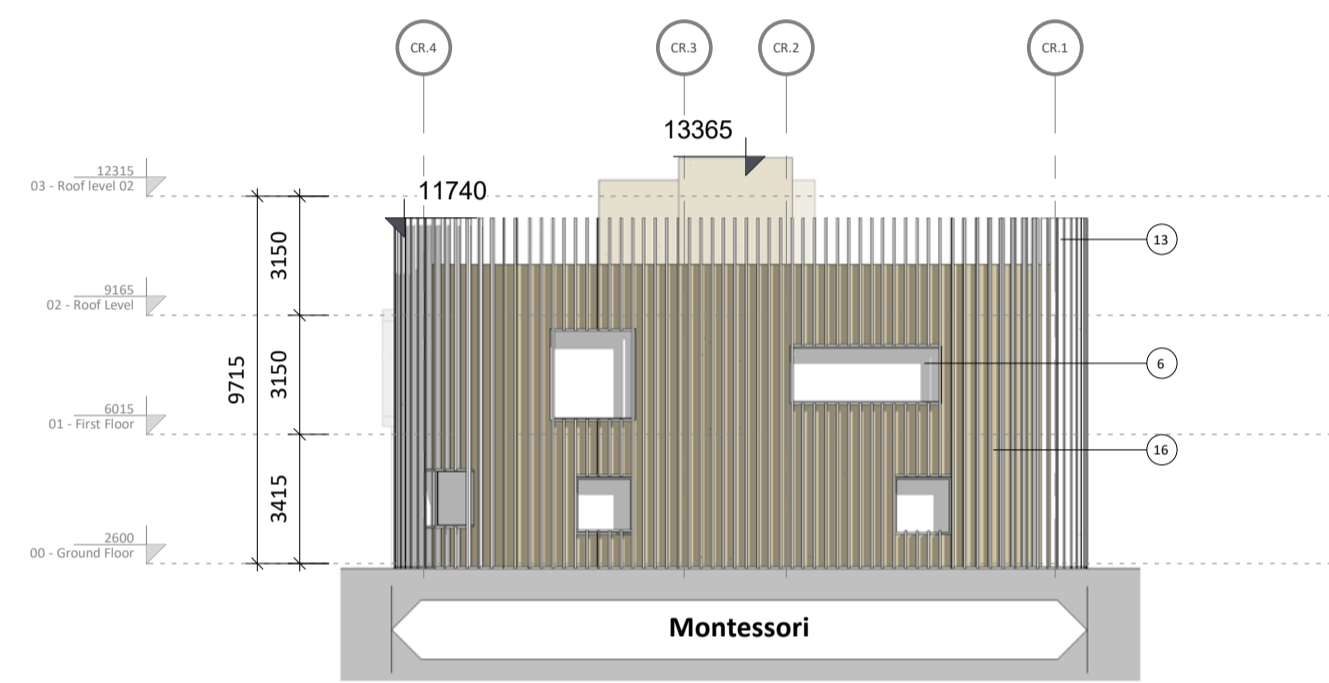 CR.4
CR.3
CR.2
CR.1
13365
12315
03 - Roof level 02
11740
13
3150
9165
02 - Roof Level
3150
9715
6
6015
01 - First Floor
16
3415
2600
00 - Ground Floor
Montessori